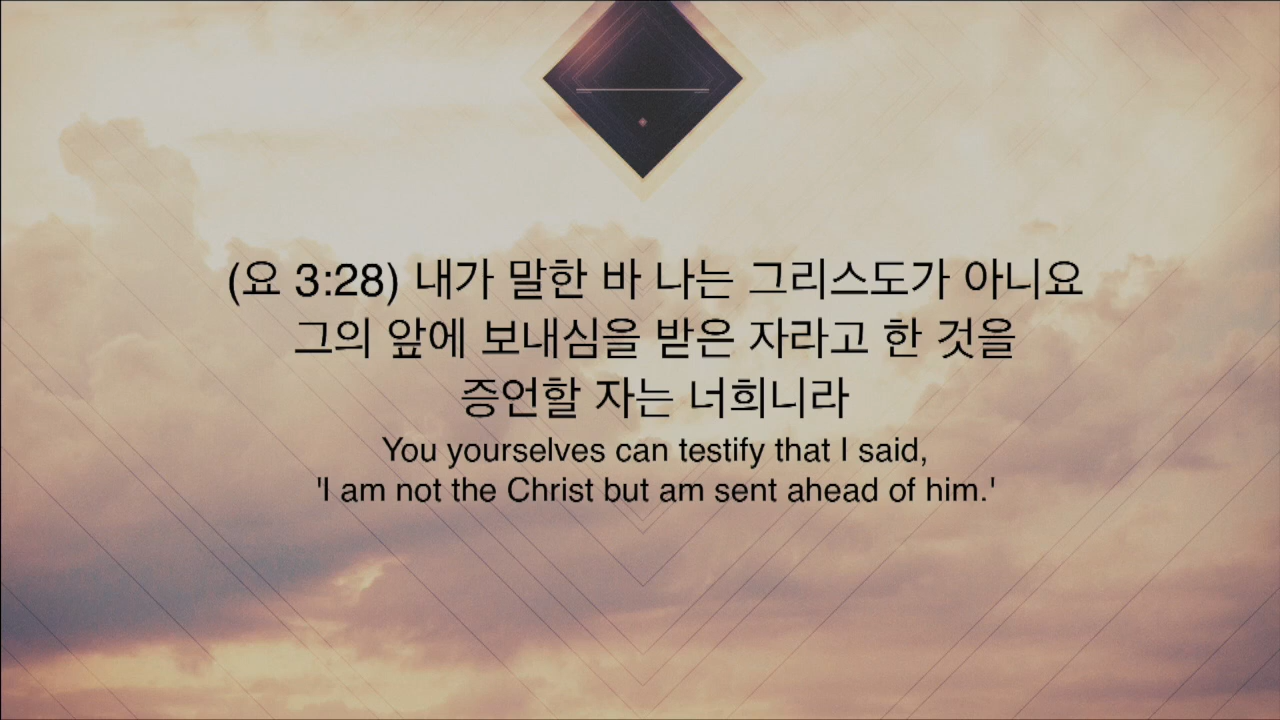 (요 3:28) 내가 말한 바 나는 그리스도가 아니요
그의 앞에 보내심을 받은 자라고 한 것을
증언할 자는 너희니라
You yourselves can testify that I said,
'I am not the Christ but am sent ahead of him.'